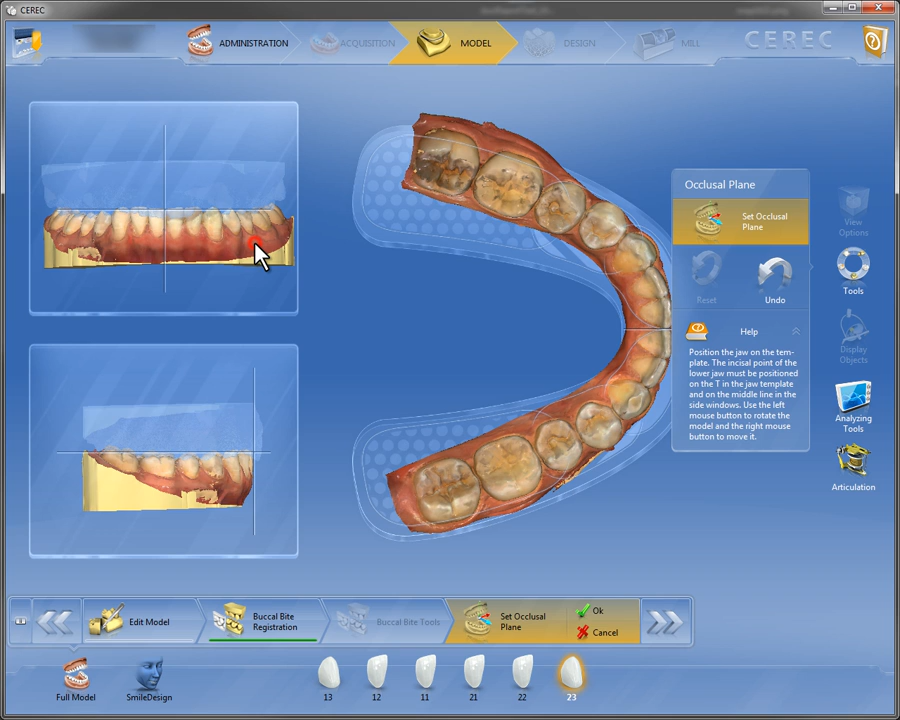 CEREC
ADMINISTRATION
ACQUISITION
MODEL
DESIGN
MILL
CEREC
Occlusal Plane
Set Occlusal
Plane
Reset
Undo
Help
Position the jaw on the tem-
plate. The incisal point of the
lower jaw must be positioned
on the T in the jaw template
and on the middle line in the
side windows. Use the left
mouse button to rotate the
model and the right mouse
button to move it.
View
Options
Tools
Display
Objects
Analyzing
Tools
Articulation
Edit Model
Buccal Bite
Registration
Buccal Bite Tools
Set Occlusal
Plane
Ok
Cancel
Full Model
SmileDesign
13
12
11
21
22
23